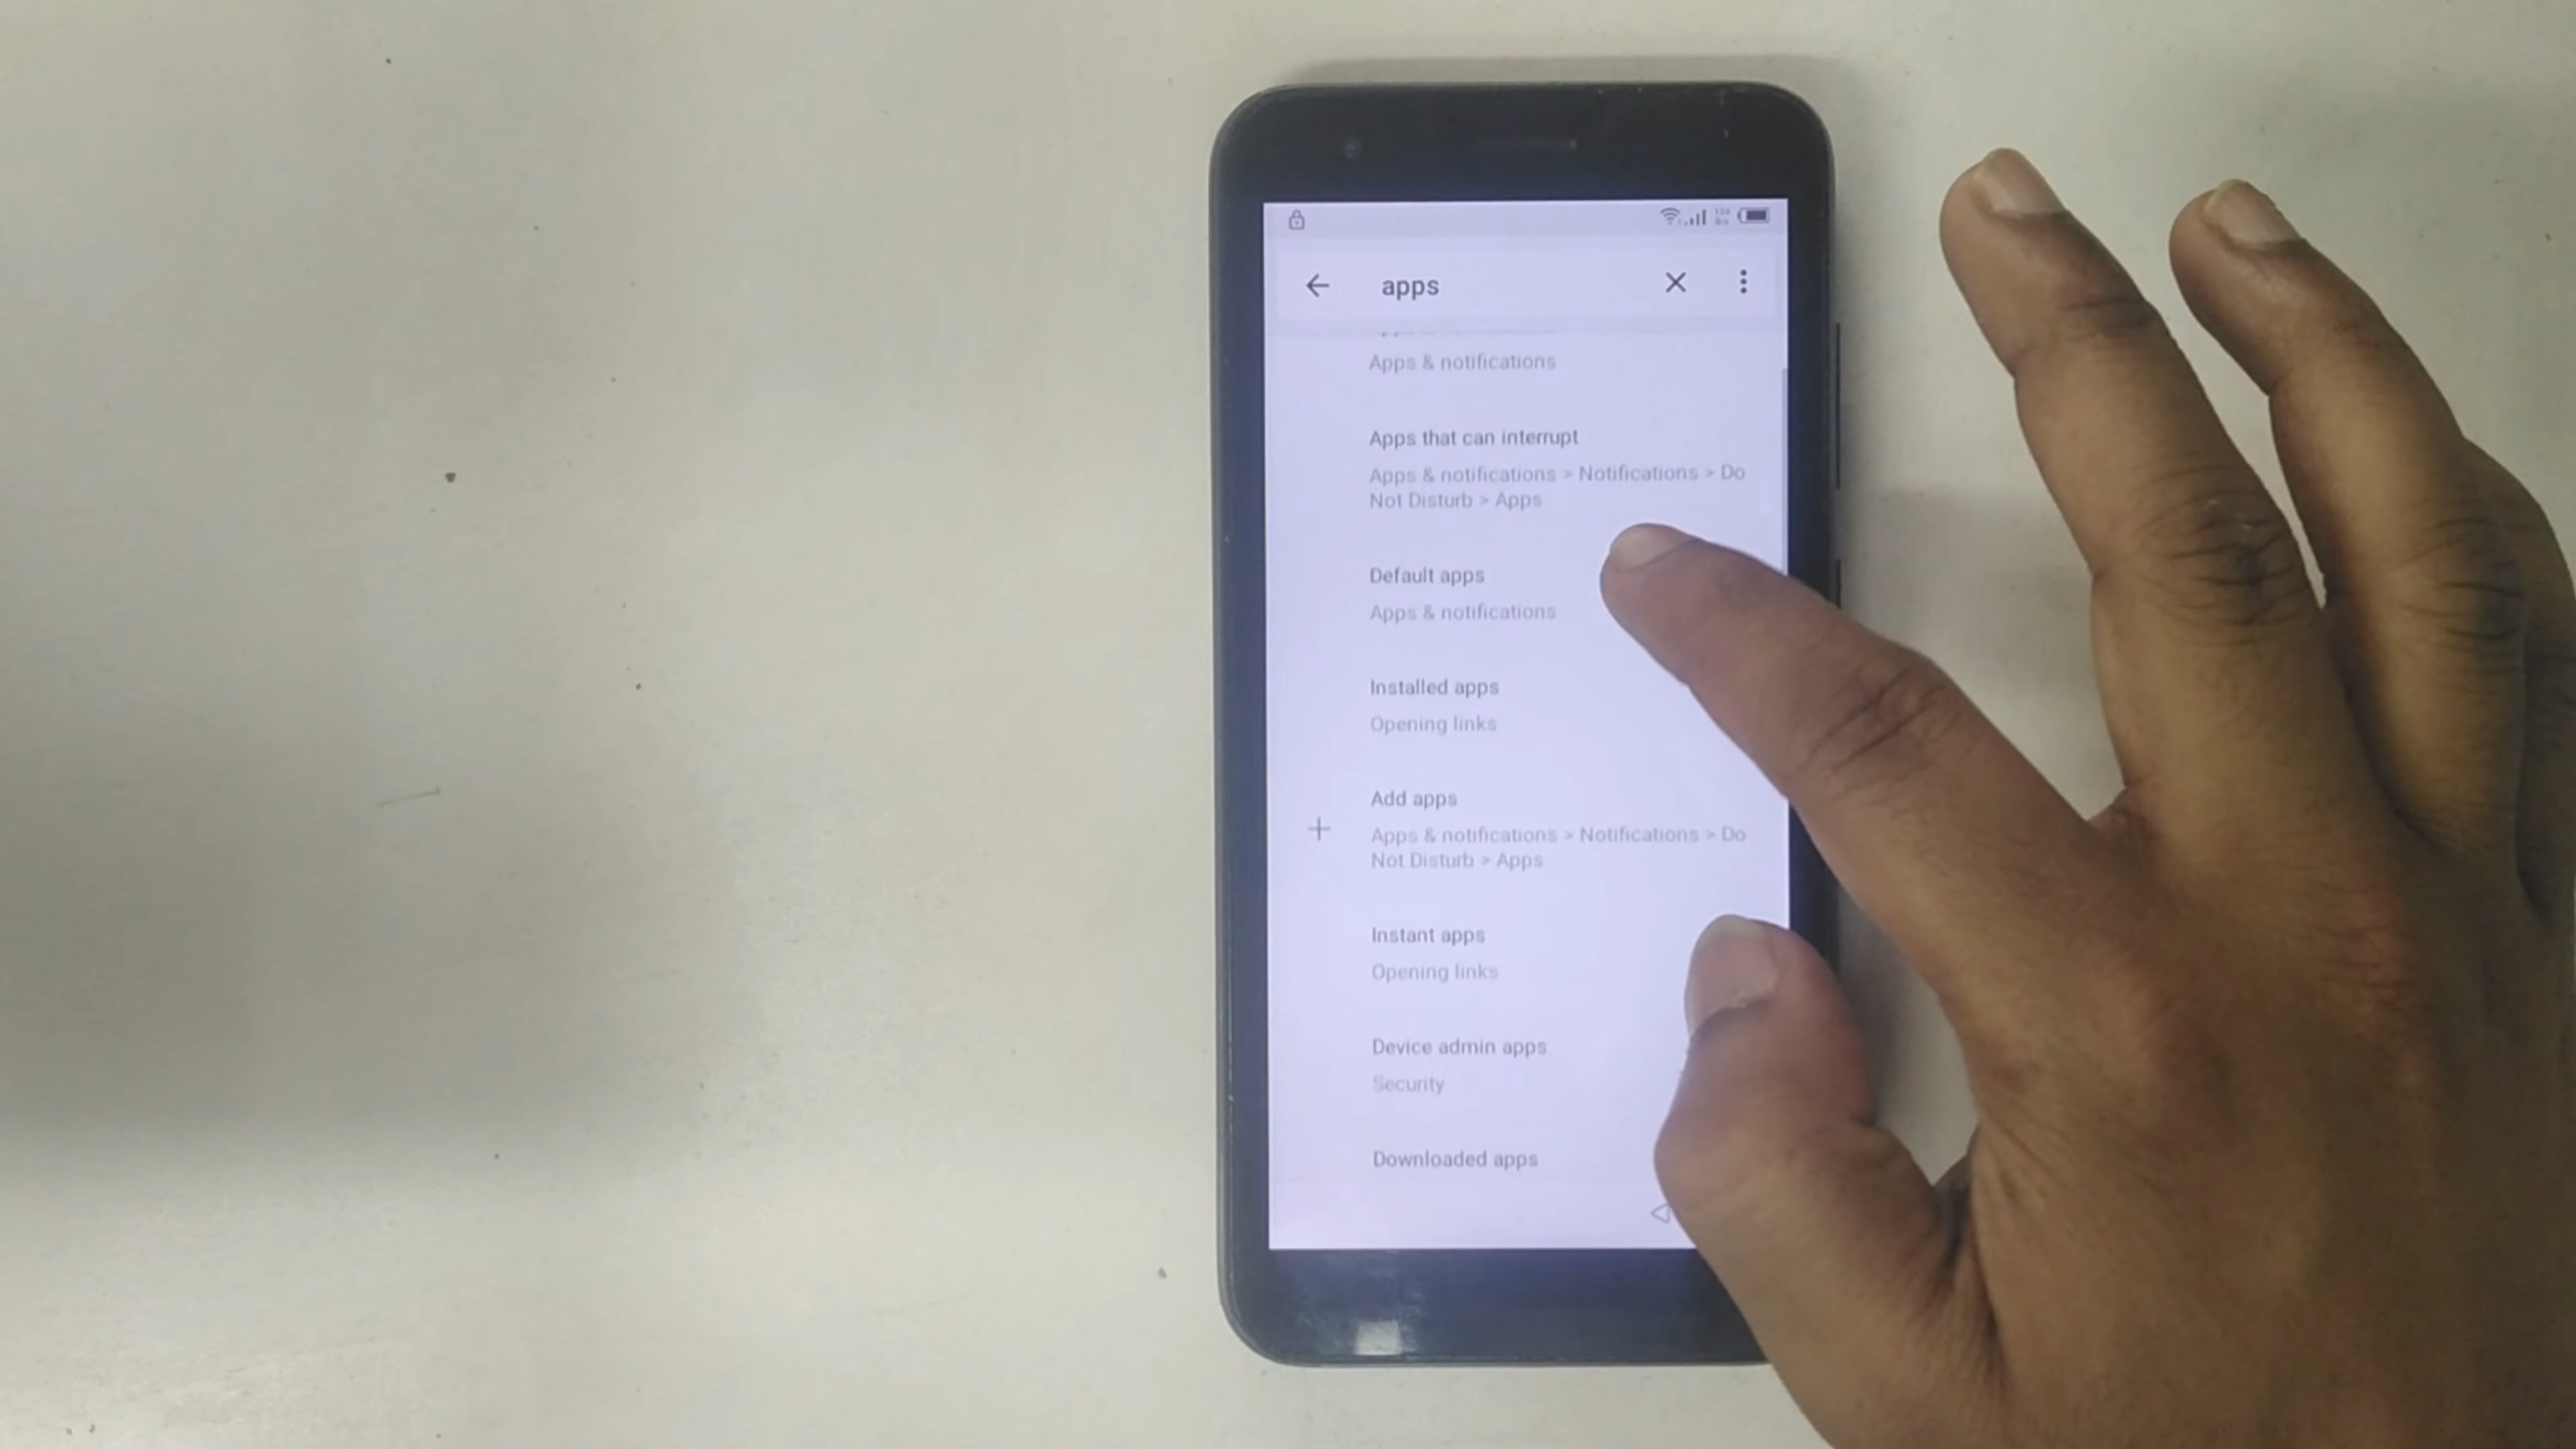 apps
Apps & notifications
Apps that can interrupt
Apps & notifications > Notifications > Do
Not Disturb > Apps
Default apps
Apps & notifications
Installed apps
Opening links
Add apps
Apps & notifications > Notifications > Do
Not Disturb > Apps
Instant apps
Opening links
Device admin apps
Security
Downloaded apps